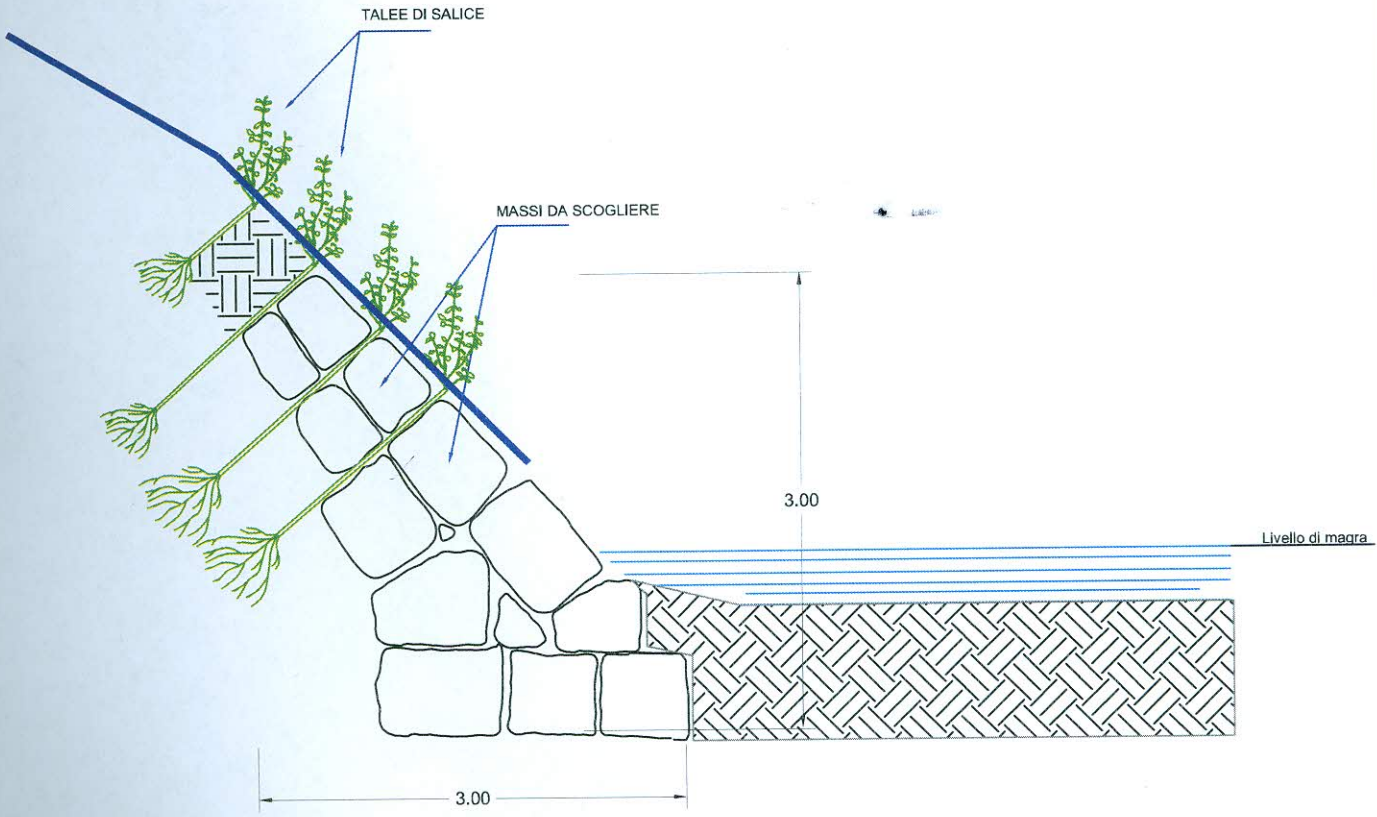 TALEE DI SALICE
MASSI DA SCOGLIERE
3.00
Livello di magra
3.00